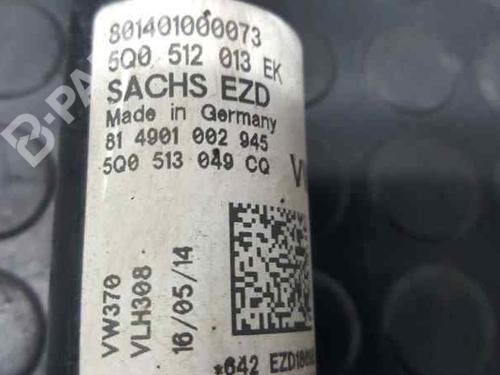 801401000073
5Q0 512 013 EK
SACHS EZD
Made in Germany
81 4901 002 945
5Q0 513 049 CQ
VW370
VLH308
16/05/14
*642